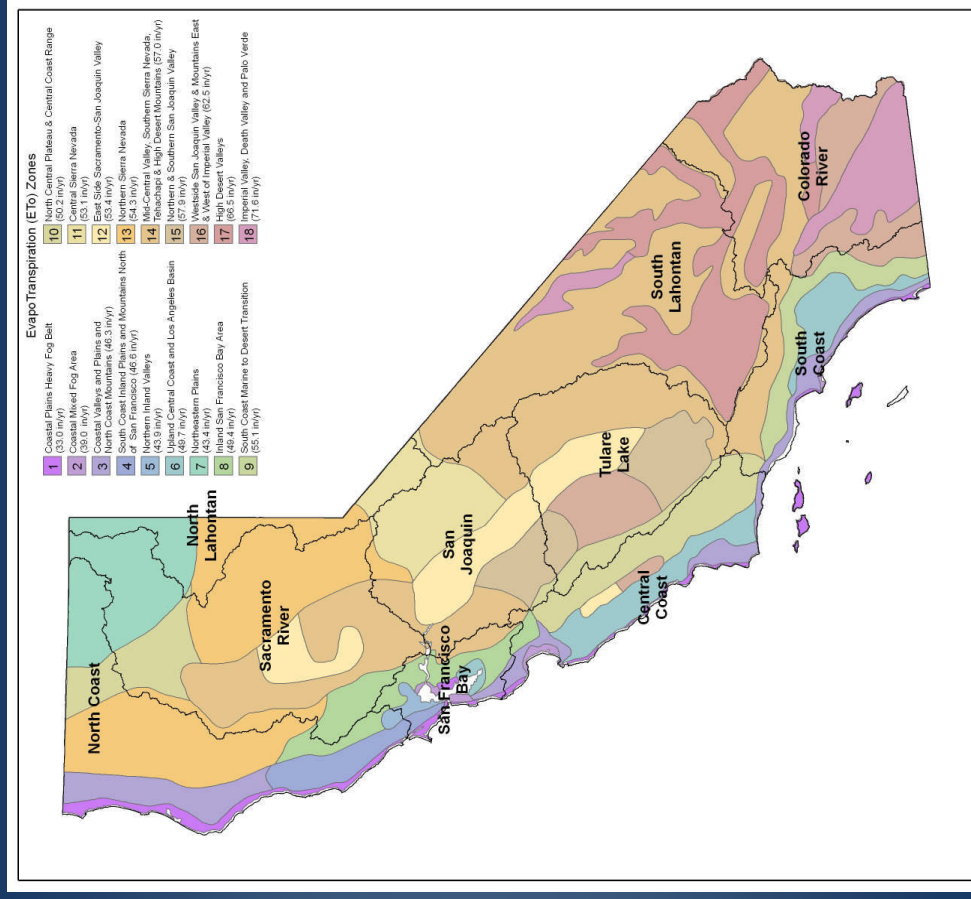 EvapoTranspiration (ETo) Zones
1 Coastal Plains Heavy Fog Belt
(33.0 in/yr)
2 Coastal Mixed Fog Area
(39.0 in/yr)
3 Coastal Valleys and Plains and
North Coast Mountains (46.3 in/yr)
4 South Coast Inland Plains and Mountains North
of San Francisco (46.6 in/yr)
5 Northern Inland Valleys
(43.9 in/yr)
6 Upland Central Coast and Los Angeles Basin
(49.7 in/yr)
7 Northeastern Plains
(43.4 in/yr)
8 Inland San Francisco Bay Area
(49.4 in/yr)
9 South Coast Marine to Desert Transition
(55.1 in/yr)
10 North Central Plateau & Central Coast Range
(50.2 in/yr)
11 Central Sierra Nevada
(53.1 in/yr)
12 East Side Sacramento-San Joaquin Valley
(53.4 in/yr)
13 Northern Sierra Nevada
(54.3 in/yr)
14 Mid-Central Valley, Southern Sierra Nevada,
Tehachapi & High Desert Mountains (57.0 in/yr)
15 Northern & Southern San Joaquin Valley
(57.9 in/yr)
16 Westside San Joaquin Valley & Mountains East
& West of Imperial Valley (62.5 in/yr)
17 High Desert Valleys
(66.5 in/yr)
18 Imperial Valley, Death Valley and Palo Verde
(71.6 in/yr)
North Coast
North
Lahontan
Sacramento
River
San Francisco
Bay
San
Joaquin
Central
Coast
Tulare
Lake
South
Lahontan
South
Coast
Colorado
River